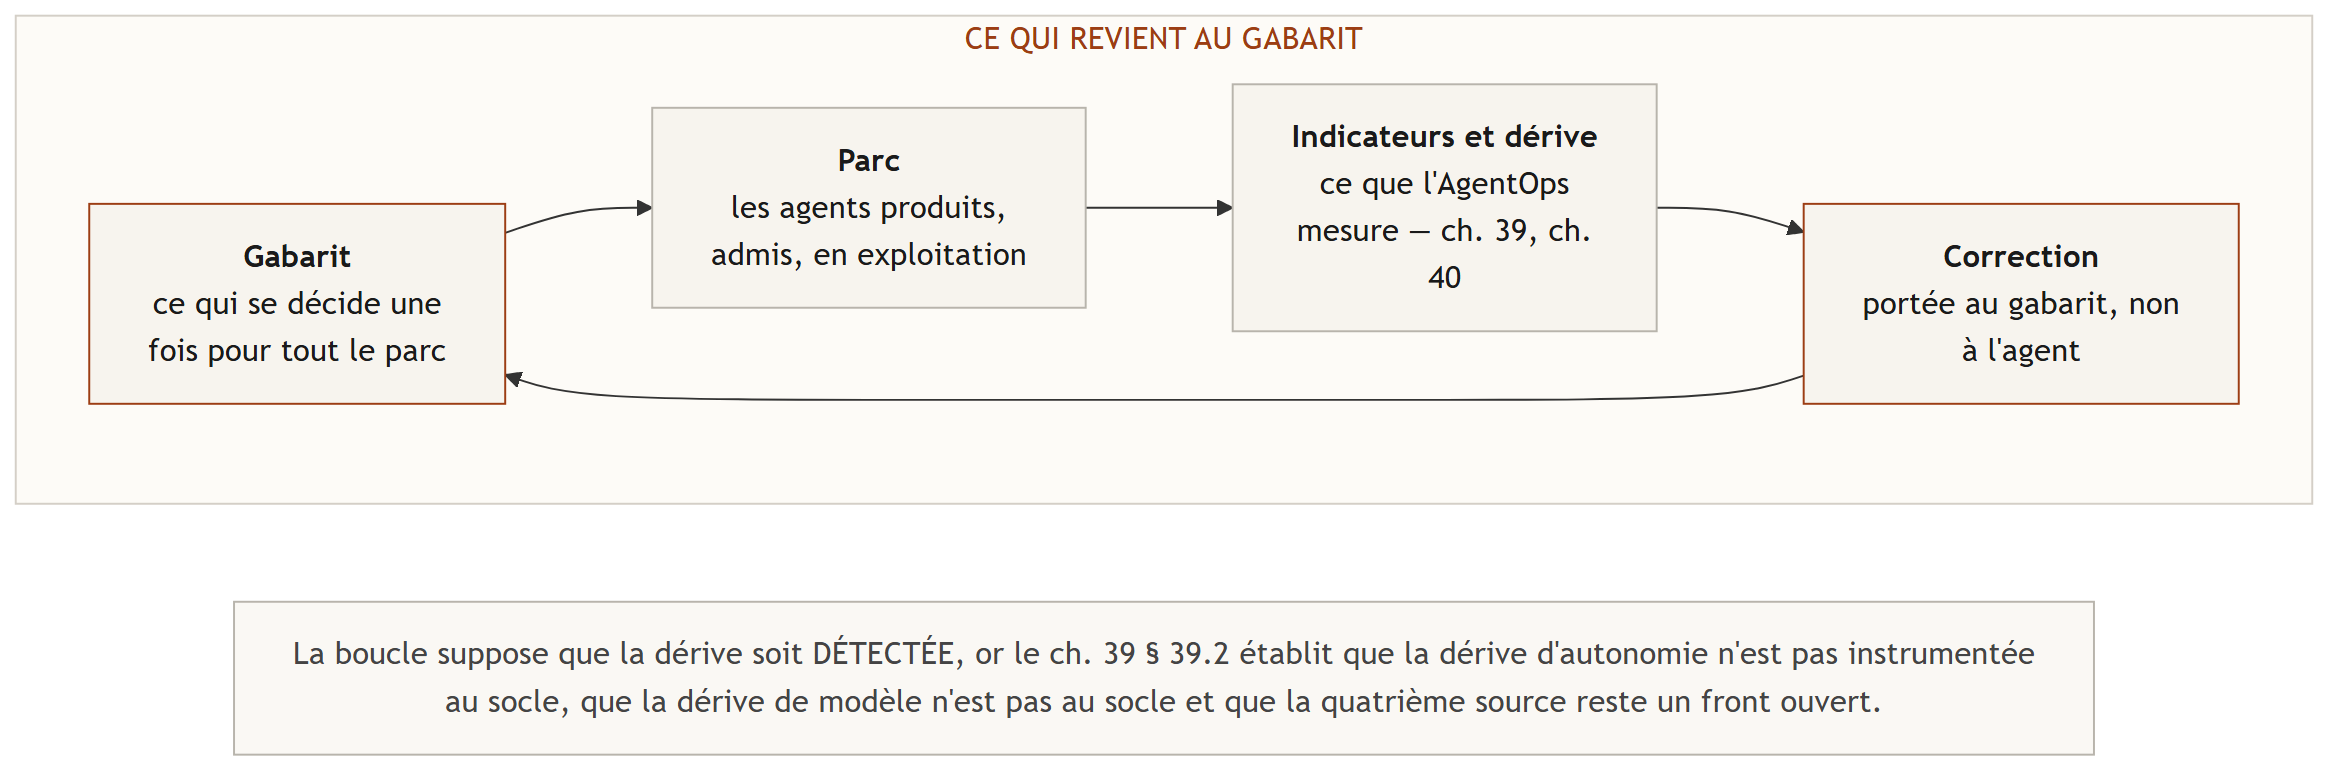 CE QUI REVIENT AU GABARIT
Gabarit
ce qui se décide une
fois pour tout le parc
Parc
les agents produits,
admis, en exploitation
Indicateurs et dérive
ce que l'AgentOps
mesure — ch. 39, ch.
40
Correction
portée au gabarit, non
à l'agent
La boucle suppose que la dérive soit DÉTECTÉE, or le ch. 39 § 39.2 établit que la dérive d'autonomie n'est pas instrumentée
au socle, que la dérive de modèle n'est pas au socle et que la quatrième source reste un front ouvert.